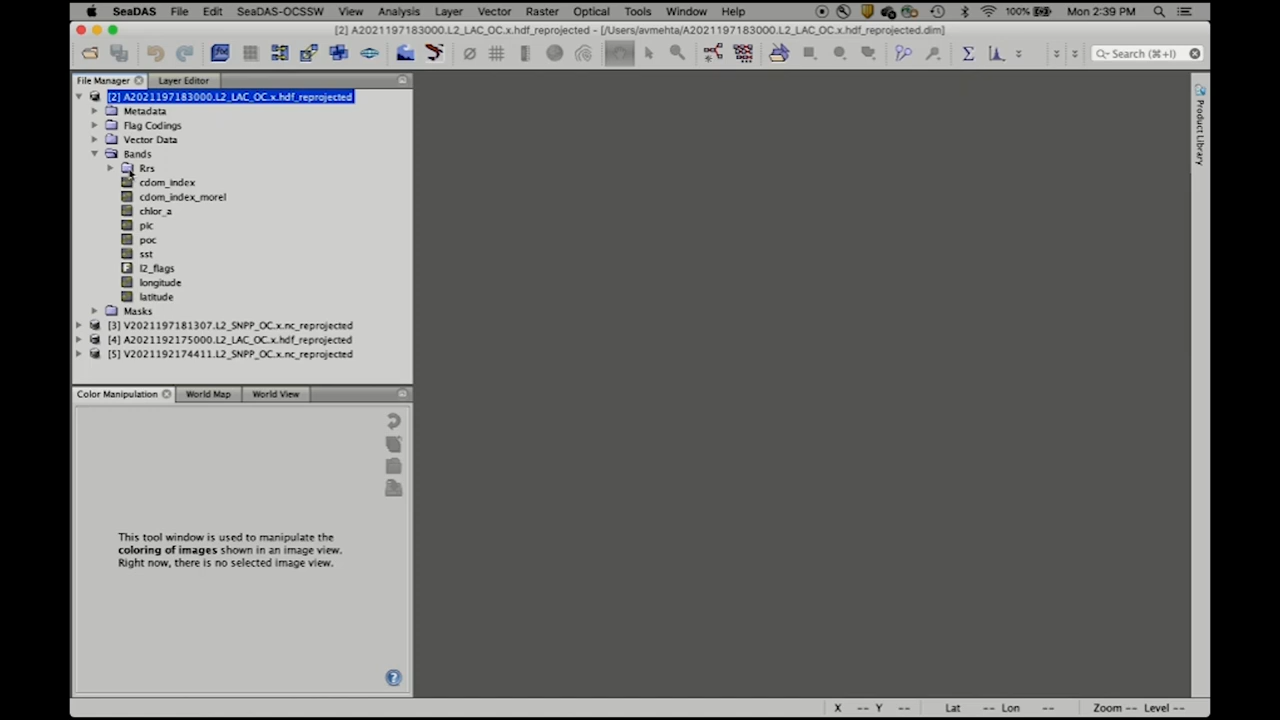 SeaDAS File Edit SeaDAS-OCSSW View Analysis Layer Vector Raster Optical Tools Window Help 100% Mon 2:39 PM
[2] A2021197183000.L2_LAC_OC.x.hdf_reprojected - [/Users/avmehta/A2021197183000.L2_LAC_OC.x.hdf_reprojected.dim]
Search (⌘+I)
File Manager Layer Editor
[2] A2021197183000.L2_LAC_OC.x.hdf_reprojected
Metadata
Flag Codings
Vector Data
Bands
Rrs
cdom_index
cdom_index_morel
chlor_a
pic
poc
sst
l2_flags
longitude
latitude
Masks
[3] V2021197181307.L2_SNPP_OC.x.nc_reprojected
[4] A2021192175000.L2_LAC_OC.x.hdf_reprojected
[5] V2021192174411.L2_SNPP_OC.x.nc_reprojected
Product Library
Color Manipulation World Map World View
This tool window is used to manipulate the
coloring of images shown in an image view.
Right now, there is no selected image view.
X -- Y -- Lat -- Lon -- Zoom -- Level --